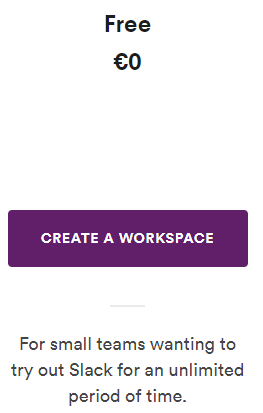 Free
€0
CREATE A WORKSPACE
For small teams wanting to
try out Slack for an unlimited
period of time.